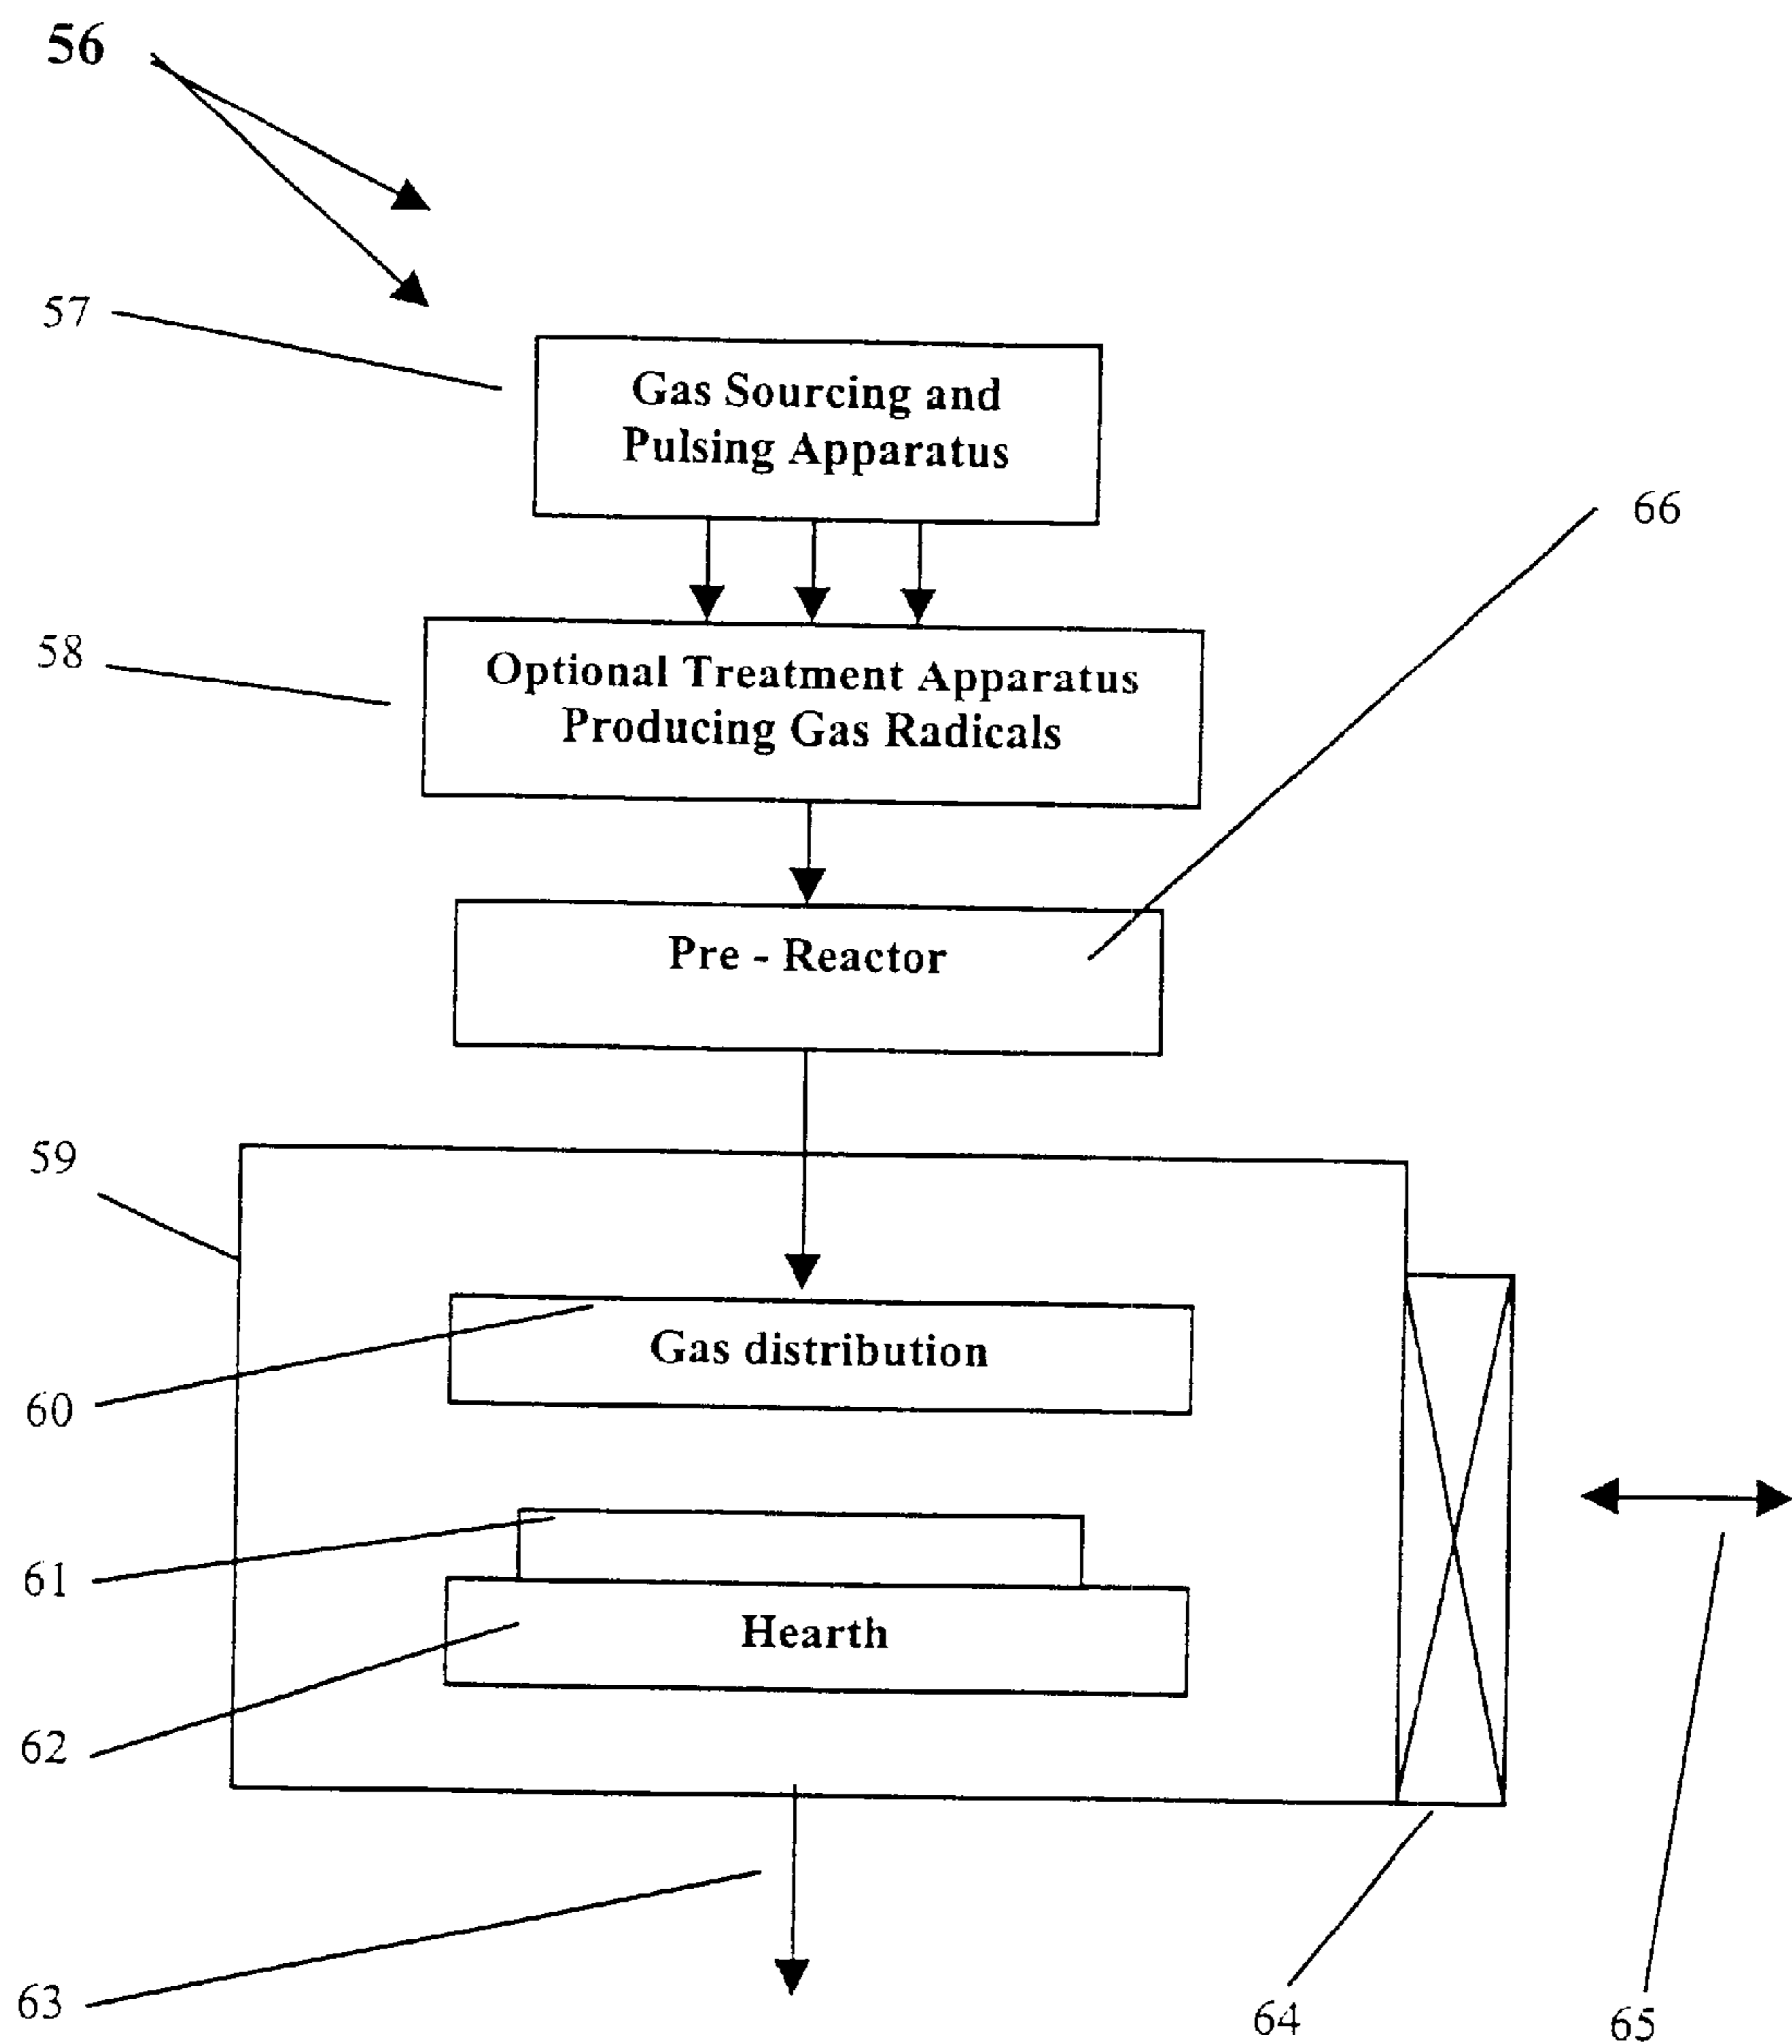 56
57
Gas Sourcing and
Pulsing Apparatus
66
58
Optional Treatment Apparatus
Producing Gas Radicals
Pre - Reactor
59
Gas distribution
60
61
Hearth
62
63
64
65